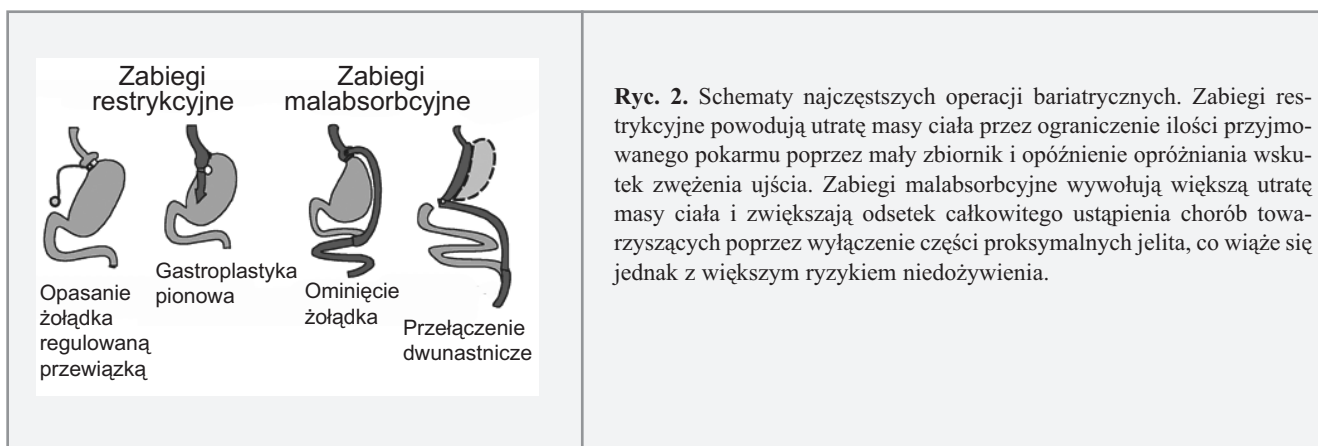 Zabiegi
restrykcyjne
Zabiegi
malabsorbcyjne
Opasanie
żołądka
regulowaną
przewiązką
Gastroplastyka
pionowa
Ominięcie
żołądka
Przełączenie
dwunastnicze
Ryc. 2. Schematy najczęstszych operacji bariatrycznych. Zabiegi res-
trykcyjne powodują utratę masy ciała przez ograniczenie ilości przyjmo-
wanego pokarmu poprzez mały zbiornik i opóźnienie opróżniania wsku-
tek zwężenia ujścia. Zabiegi malabsorbcyjne wywołują większą utratę
masy ciała i zwiększają odsetek całkowitego ustąpienia chorób towa-
rzyszących poprzez wyłączenie części proksymalnych jelita, co wiąże się
jednak z większym ryzykiem niedożywienia.